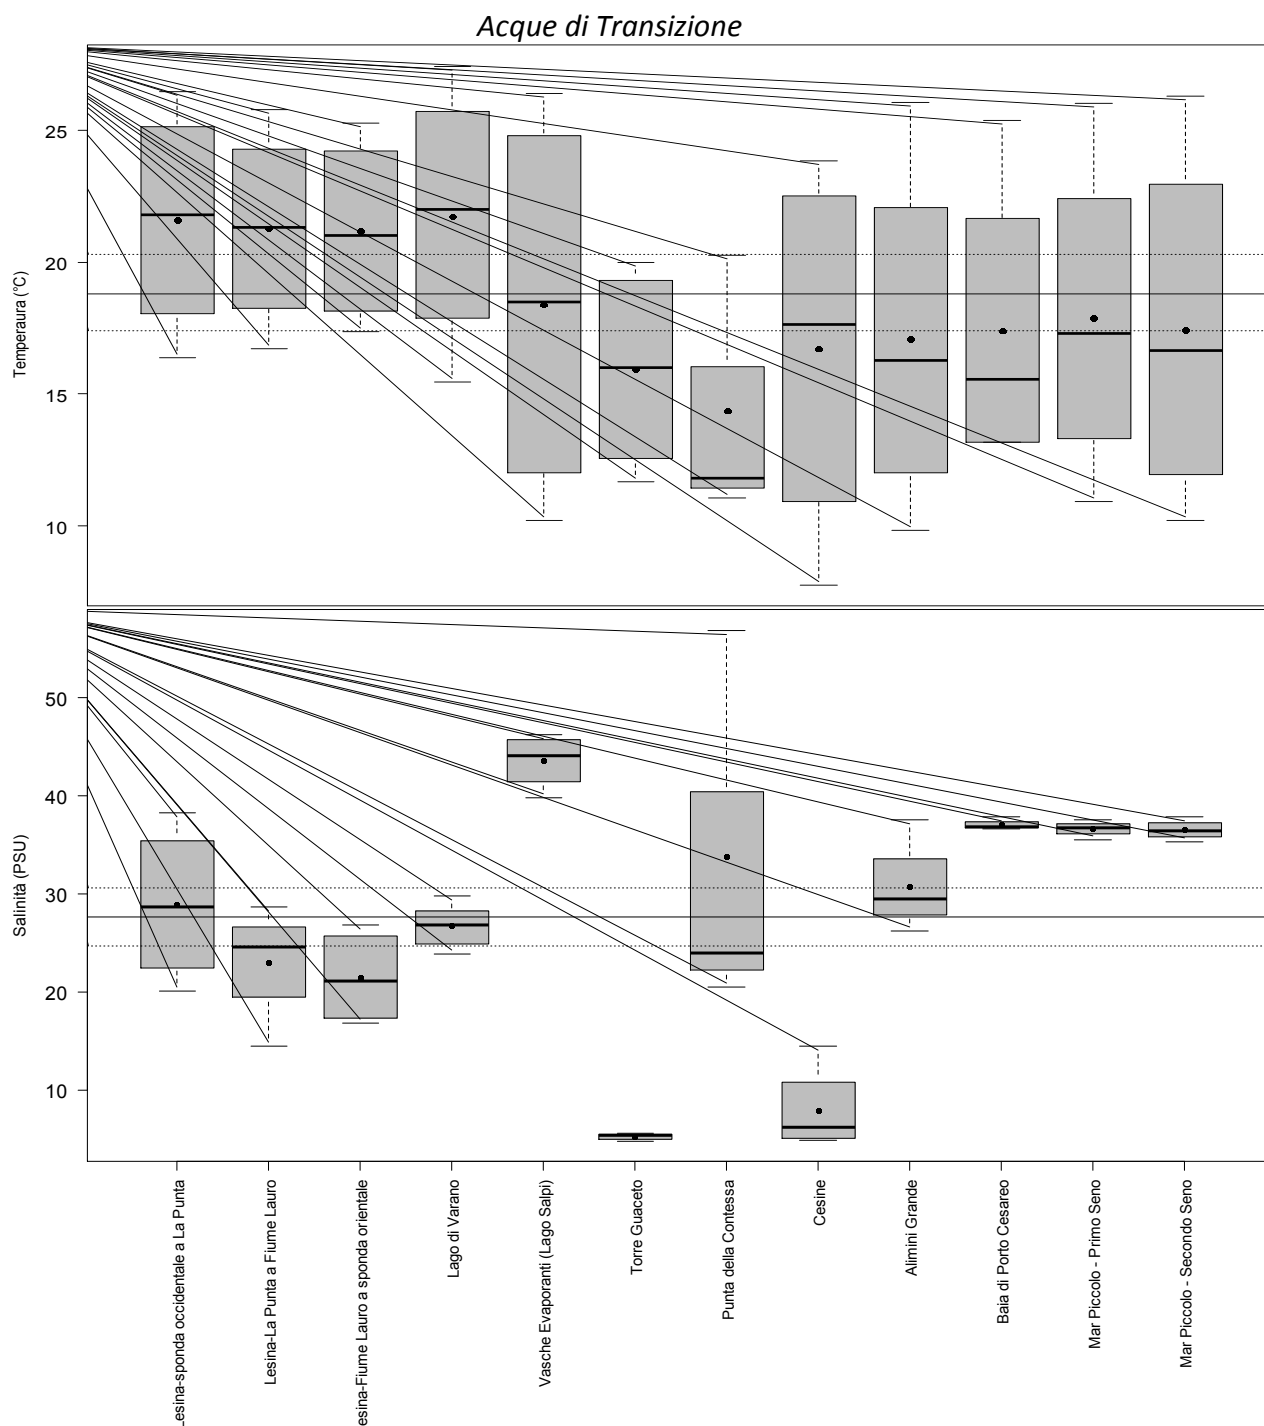 Acque di Transizione
Temperaura (°C)
25
20
15
10
Salinità (PSU)
50
40
30
20
10
esina-sponda occidentale a La Punta
Lesina-La Punta a Fiume Lauro
esina-Fiume Lauro a sponda orientale
Lago di Varano
Vasche Evaporanti (Lago Salpi)
Torre Guaceto
Punta della Contessa
Cesine
Alimini Grande
Baia di Porto Cesareo
Mar Piccolo - Primo Seno
Mar Piccolo - Secondo Seno